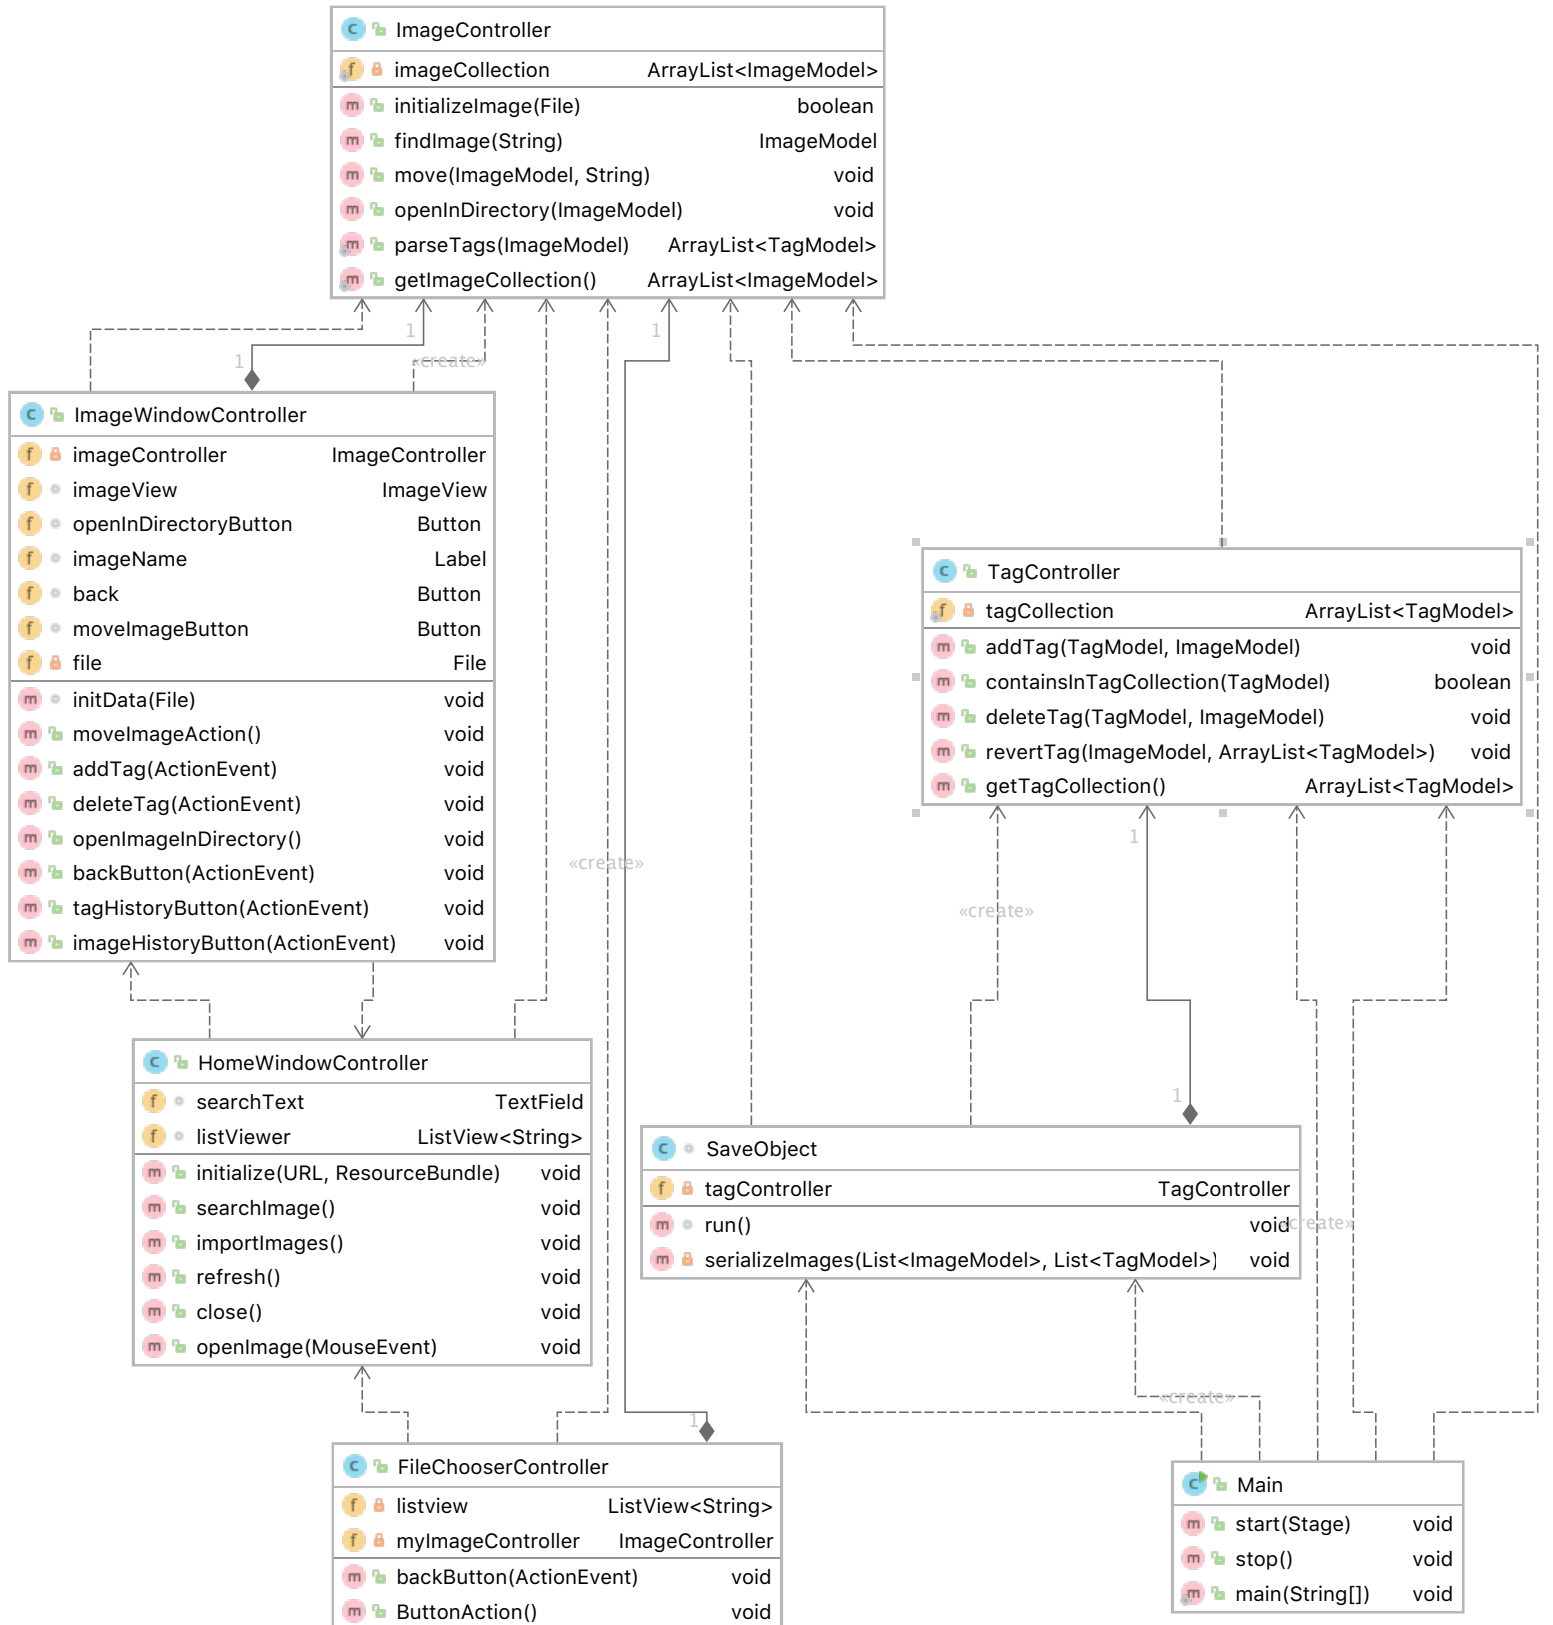 ImageController
imageCollection ArrayList<ImageModel>
initializeImage(File) boolean
findImage(String) ImageModel
move(ImageModel, String) void
openInDirectory(ImageModel) void
parseTags(ImageModel) ArrayList<TagModel>
getImageCollection() ArrayList<ImageModel>
1
1
1
«create»
ImageWindowController
imageController ImageController
imageView ImageView
openInDirectoryButton Button
imageName Label
back Button
moveImageButton Button
file File
initData(File) void
moveImageAction() void
addTag(ActionEvent) void
deleteTag(ActionEvent) void
openImageInDirectory() void
backButton(ActionEvent) void
tagHistoryButton(ActionEvent) void
imageHistoryButton(ActionEvent) void
TagController
tagCollection ArrayList<TagModel>
addTag(TagModel, ImageModel) void
containsInTagCollection(TagModel) boolean
deleteTag(TagModel, ImageModel) void
revertTag(ImageModel, ArrayList<TagModel>) void
getTagCollection() ArrayList<TagModel>
1
«create»
«create»
HomeWindowController
searchText TextField
listViewer ListView<String>
initialize(URL, ResourceBundle) void
searchImage() void
importImages() void
refresh() void
close() void
openImage(MouseEvent) void
1
SaveObject
tagController TagController
run() void
serializeImages(List<ImageModel>, List<TagModel>) void
«create»
«create»
1
FileChooserController
listview ListView<String>
myImageController ImageController
backButton(ActionEvent) void
ButtonAction() void
Main
start(Stage) void
stop() void
main(String[]) void